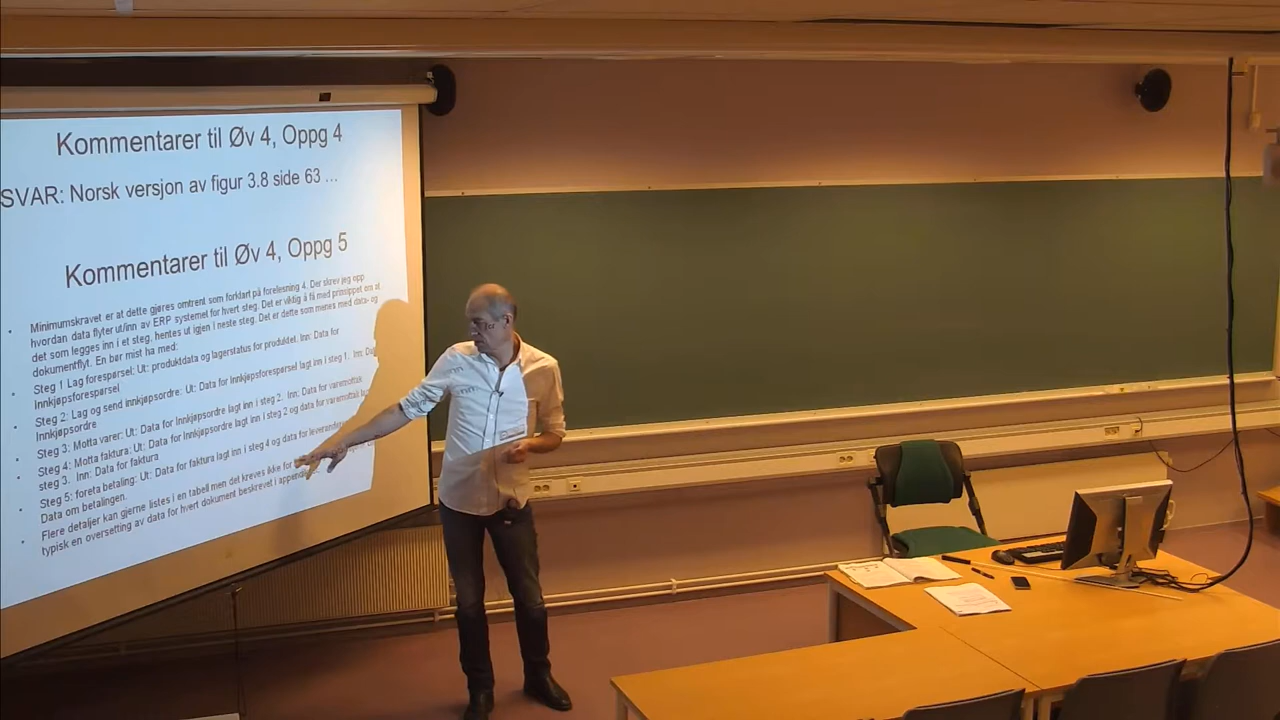 Kommentarer til Øv 4, Oppg 4
SVAR: Norsk versjon av figur 3.8 side 63 ...
Kommentarer til Øv 4, Oppg 5
• Minimumskravet er at dette gjøres omtrent som forklart på forelesning 4. Der skrev jeg opp
hvordan data flyter ut/inn av ERP systemet for hvert steg. Det er viktig å få med prinsippet om at
det som legges inn i et steg, hentes ut igjen i neste steg. Det er dette som menes med data- og
dokumentflyt. En bør mist ha med:
• Steg 1 Lag forespørsel: Ut: produktdata og lagerstatus for produktet. Inn: Data for
Innkjøpsforespørsel
• Steg 2: Lag og send innkjøpsordre: Ut: Data for Innkjøpsforespørsel lagt inn i steg 1. Inn:
Innkjøpsordre
• Steg 3: Motta varer: Ut: Data for Innkjøpsordre lagt inn i steg 2. Inn: Data for varemottak
• Steg 4: Motta faktura: Ut: Data for Innkjøpsordre lagt inn i steg 2 og data for varemottak
steg 3. Inn: Data for faktura
• Steg 5: foreta betaling: Ut: Data for faktura lagt inn i steg 4 og data for
Data om betalingen.
• Flere detaljer kan gjerne listes i en tabell men det kreves ikke for
typisk en oversetting av data for hvert dokument beskrevet i